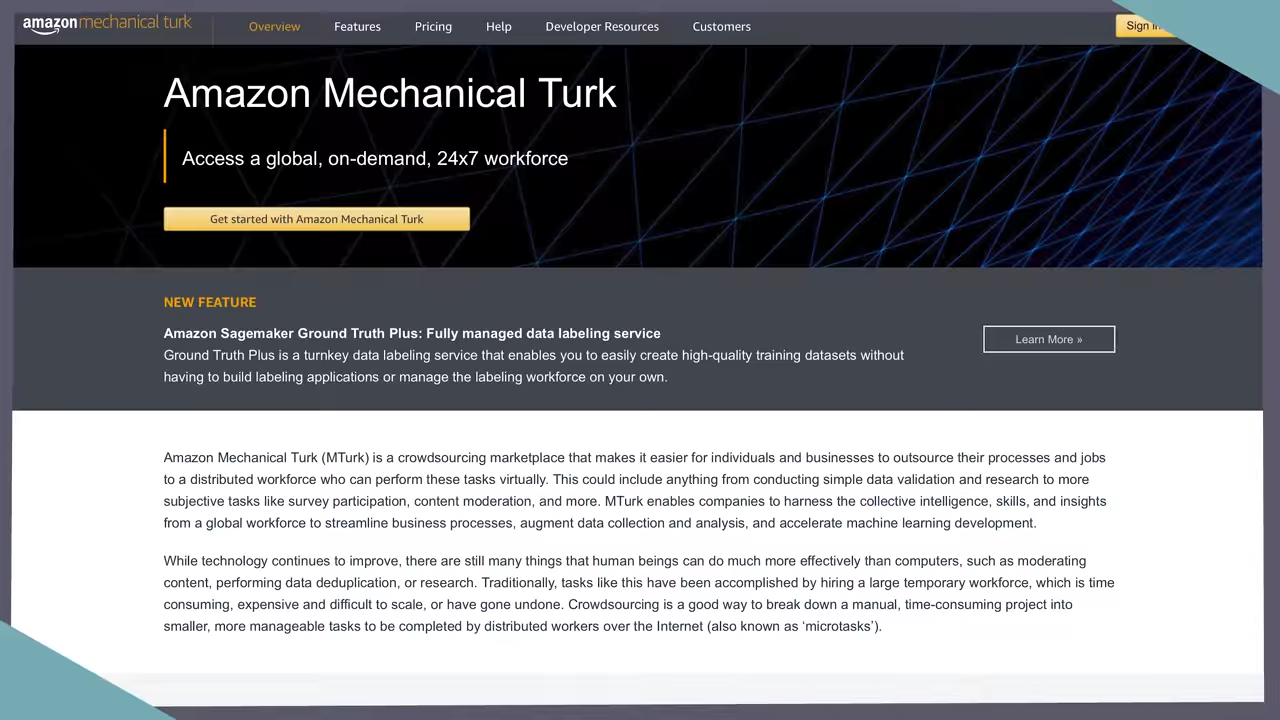 amazon mechanical turk
Overview
Features
Pricing
Help
Developer Resources
Customers
Sign
Amazon Mechanical Turk
Access a global, on-demand, 24x7 workforce
Get started with Amazon Mechanical Turk
NEW FEATURE
Amazon Sagemaker Ground Truth Plus: Fully managed data labeling service
Ground Truth Plus is a turnkey data labeling service that enables you to easily create high-quality training datasets without
having to build labeling applications or manage the labeling workforce on your own.
Learn More »
Amazon Mechanical Turk (MTurk) is a crowdsourcing marketplace that makes it easier for individuals and businesses to outsource their processes and jobs
to a distributed workforce who can perform these tasks virtually. This could include anything from conducting simple data validation and research to more
subjective tasks like survey participation, content moderation, and more. MTurk enables companies to harness the collective intelligence, skills, and insights
from a global workforce to streamline business processes, augment data collection and analysis, and accelerate machine learning development.
While technology continues to improve, there are still many things that human beings can do much more effectively than computers, such as moderating
content, performing data deduplication, or research. Traditionally, tasks like this have been accomplished by hiring a large temporary workforce, which is time
consuming, expensive and difficult to scale, or have gone undone. Crowdsourcing is a good way to break down a manual, time-consuming project into
smaller, more manageable tasks to be completed by distributed workers over the Internet (also known as ‘microtasks’).